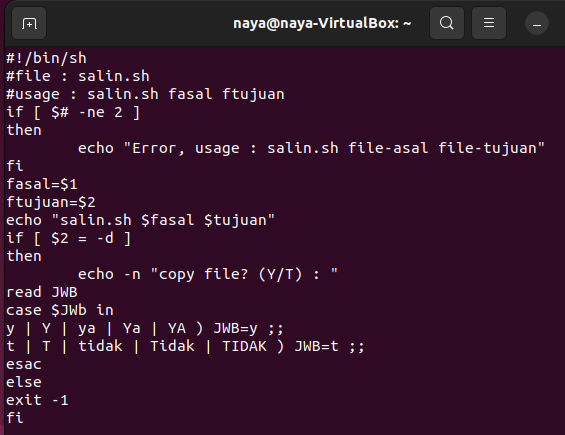 naya@naya-VirtualBox: ~
#!/bin/sh
#file : salin.sh
#usage : salin.sh fasal ftujuan
if [ $# -ne 2 ]
then
        echo "Error, usage : salin.sh file-asal file-tujuan"
fi
fasal=$1
ftujuan=$2
echo "salin.sh $fasal $tujuan"
if [ $2 = -d ]
then
        echo -n "copy file? (Y/T) : "
read JWB
case $JWb in
y | Y | ya | Ya | YA ) JWB=y ;;
t | T | tidak | Tidak | TIDAK ) JWB=t ;;
esac
else
exit -1
fi